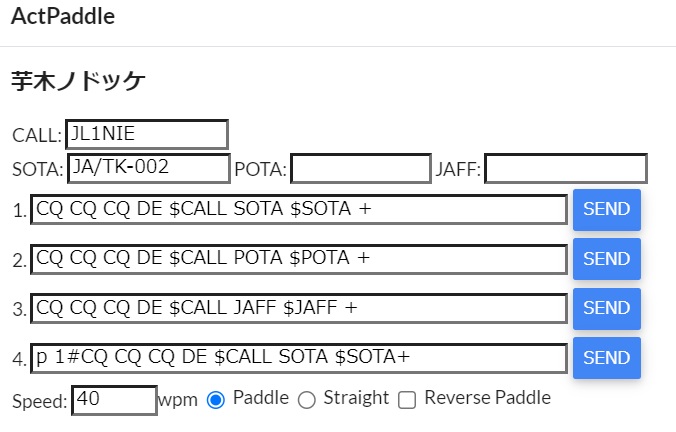 ActPaddle
芋木ノドッケ
CALL: JL1NIE
SOTA: JA/TK-002 POTA: JAFF:
1. CQ CQ CQ DE $CALL SOTA $SOTA + SEND
2. CQ CQ CQ DE $CALL POTA $POTA + SEND
3. CQ CQ CQ DE $CALL JAFF $JAFF + SEND
4. p 1#CQ CQ CQ DE $CALL SOTA $SOTA+ SEND
Speed: 40 wpm Paddle Straight Reverse Paddle